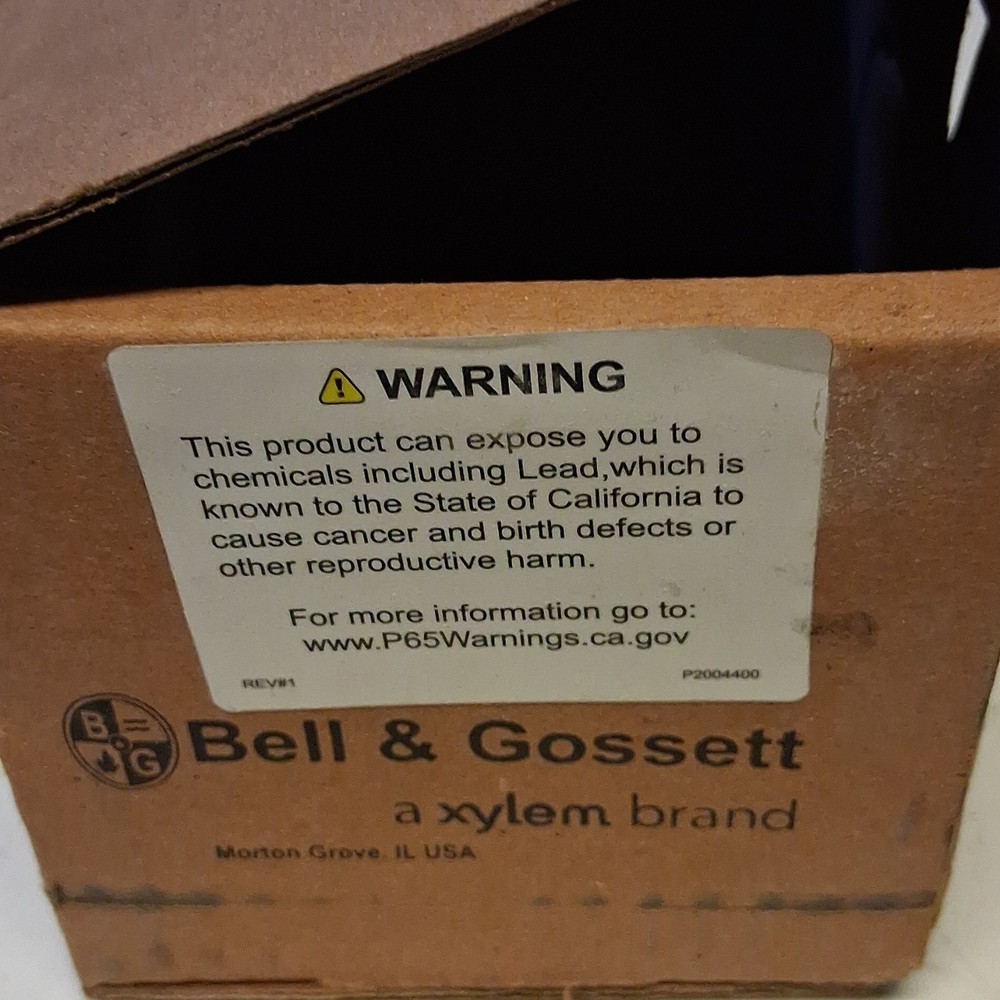 WARNING
This product can expose you to
chemicals including Lead,which is
known to the State of California to
cause cancer and birth defects or
other reproductive harm.
For more information go to:
www.P65Warnings.ca.gov
REV#1 P2004400
B G Bell & Gossett
a xylem brand
Morton Grove, IL USA